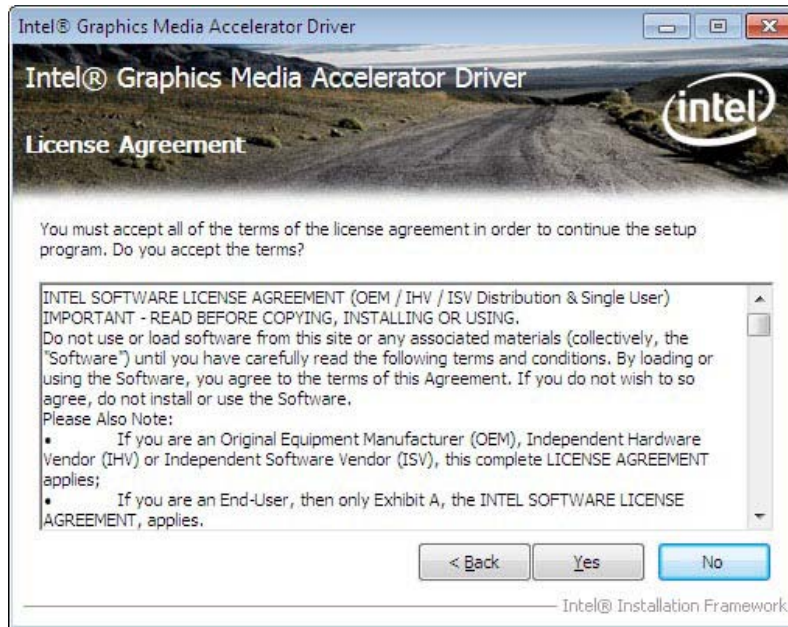 Intel® Graphics Media Accelerator Driver
Intel® Graphics Media Accelerator Driver
intel
License Agreement
You must accept all of the terms of the license agreement in order to continue the setup
program. Do you accept the terms?
INTEL SOFTWARE LICENSE AGREEMENT (OEM / IHV / ISV Distribution & Single User)
IMPORTANT - READ BEFORE COPYING, INSTALLING OR USING.
Do not use or load software from this site or any associated materials (collectively, the
"Software") until you have carefully read the following terms and conditions. By loading or
using the Software, you agree to the terms of this Agreement. If you do not wish to so
agree, do not install or use the Software.
Please Also Note:
• If you are an Original Equipment Manufacturer (OEM), Independent Hardware
Vendor (IHV) or Independent Software Vendor (ISV), this complete LICENSE AGREEMENT
applies;
• If you are an End-User, then only Exhibit A, the INTEL SOFTWARE LICENSE
AGREEMENT, applies.
< Back Yes No
Intel® Installation Framework